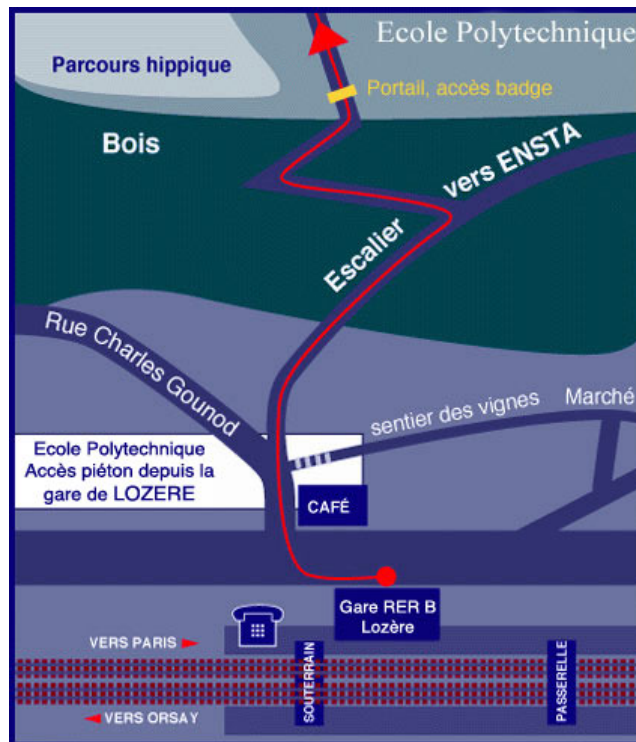 Ecole Polytechnique
Parcours hippique
Portail, accès badge
Bois
vers ENSTA
Escalier
Rue Charles Gounod
sentier des vignes
Marché
Ecole Polytechnique
Accès piéton depuis la
gare de LOZERE
CAFÉ
Gare RER B
Lozère
VERS PARIS
SOUTERRAIN
PASSERELLE
VERS ORSAY